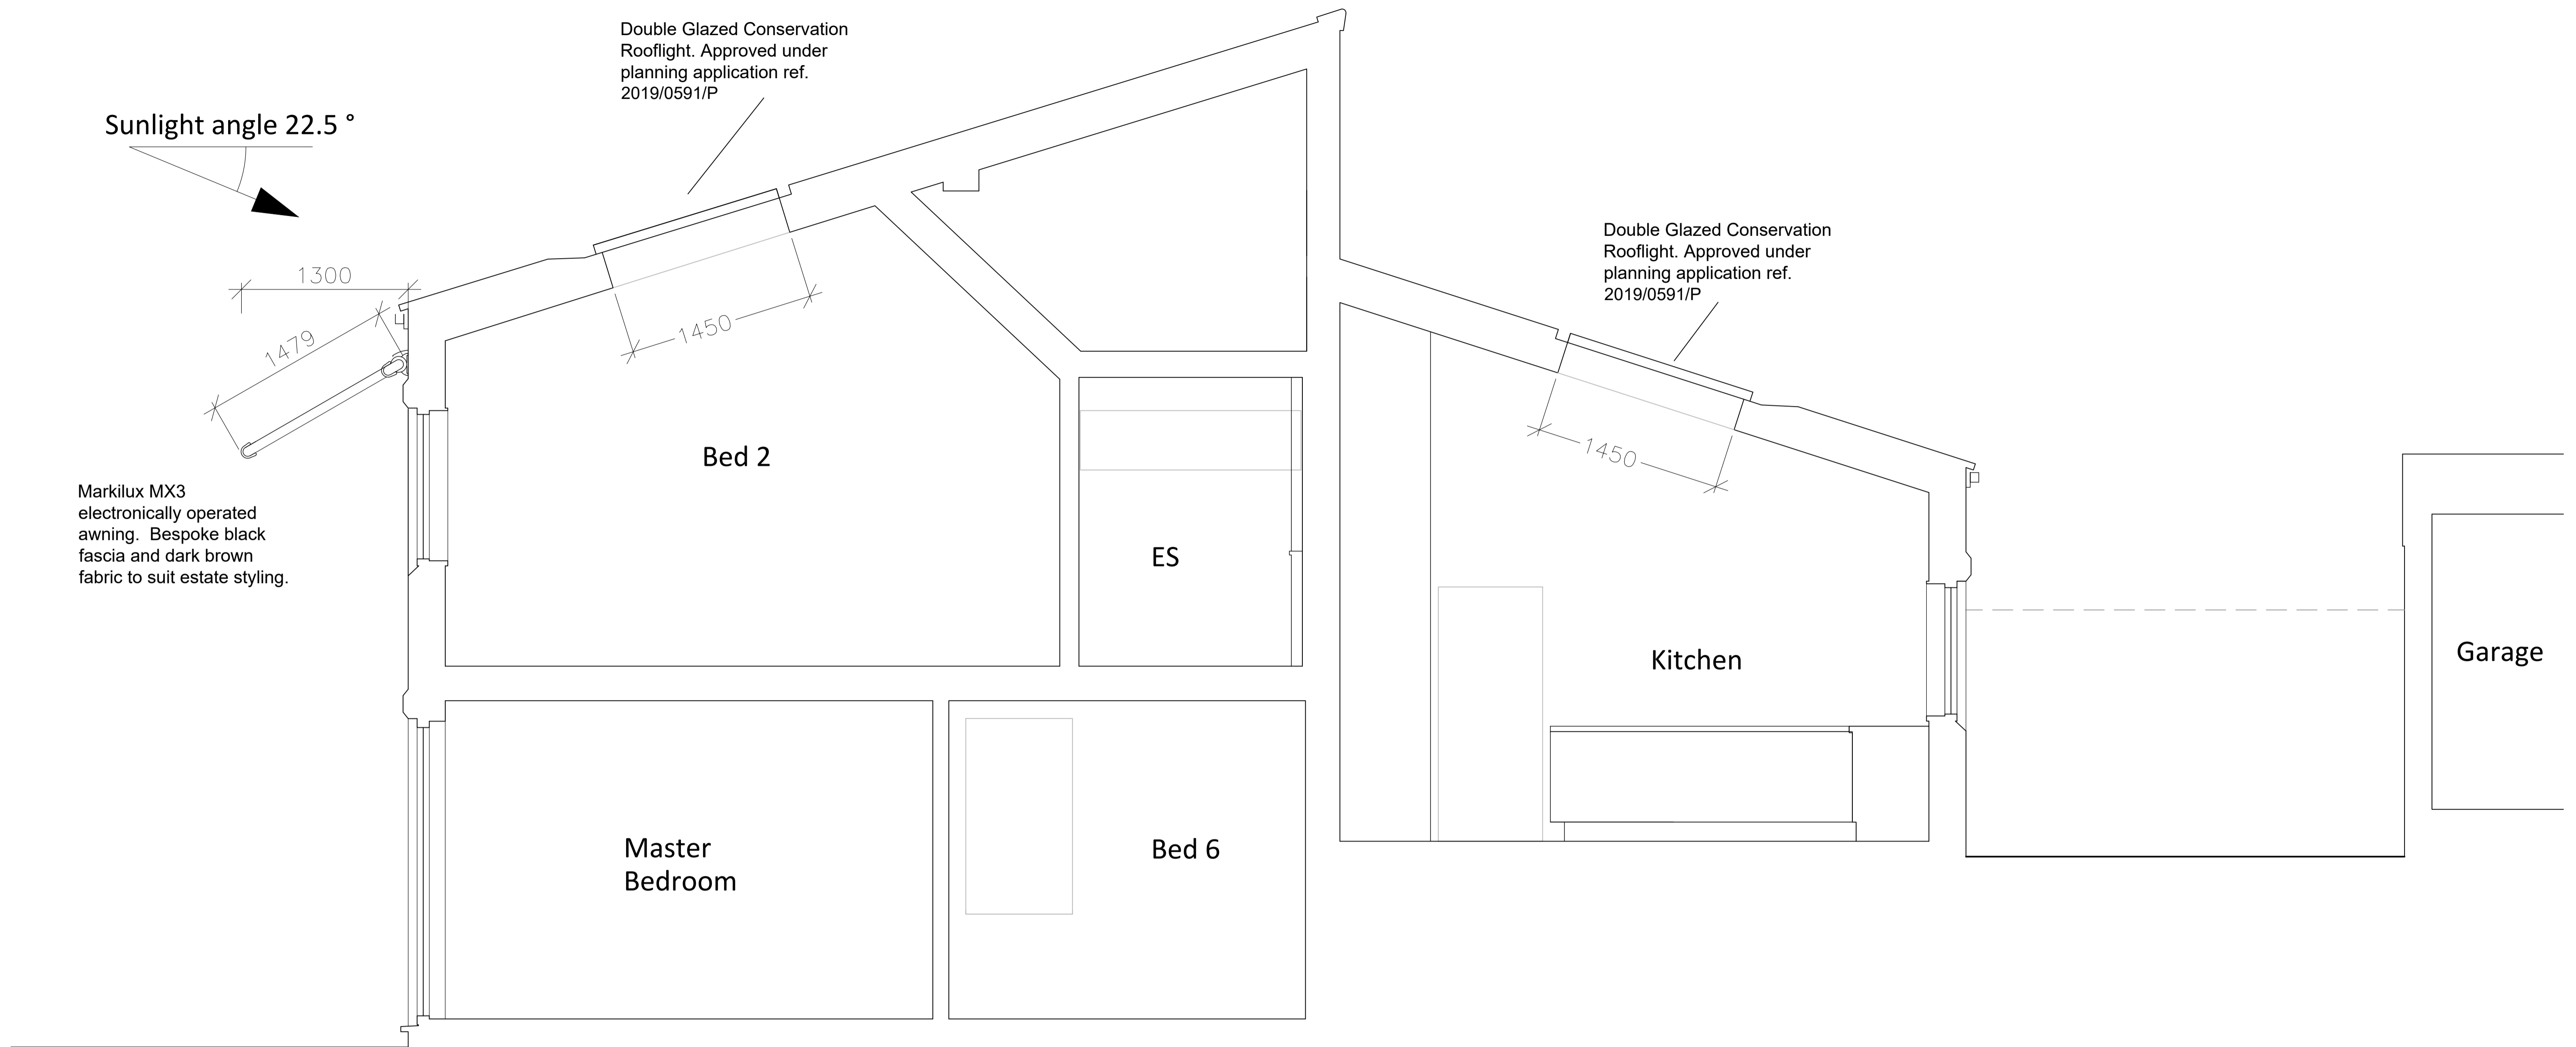 Double Glazed Conservation
Rooflight. Approved under
planning application ref.
2019/0591/P
Sunlight angle 22.5 °
Double Glazed Conservation
Rooflight. Approved under
planning application ref.
2019/0591/P
1300
1479
1450
1450
Bed 2
Markilux MX3
electronically operated
awning. Bespoke black
fascia and dark brown
fabric to suit estate styling.
ES
Kitchen
Garage
Master
Bedroom
Bed 6